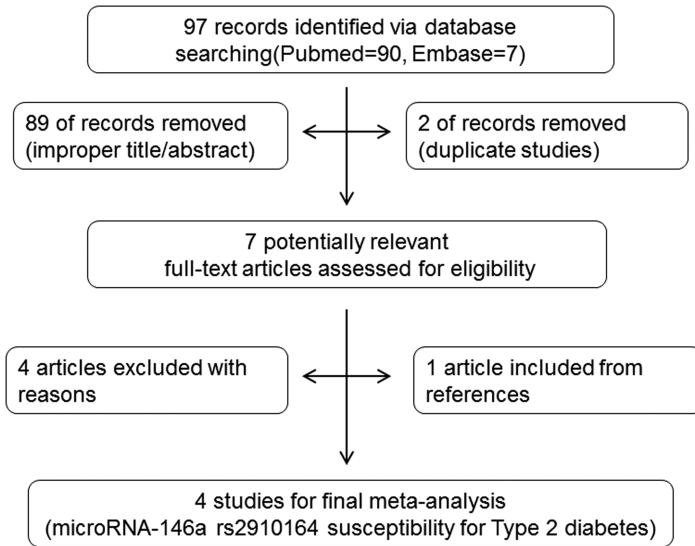 97 records identified via database
searching(Pubmed=90, Embase=7)
89 of records removed
(improper title/abstract)
2 of records removed
(duplicate studies)
7 potentially relevant
full-text articles assessed for eligibility
4 articles excluded with
reasons
1 article included from
references
4 studies for final meta-analysis
(microRNA-146a rs2910164 susceptibility for Type 2 diabetes)